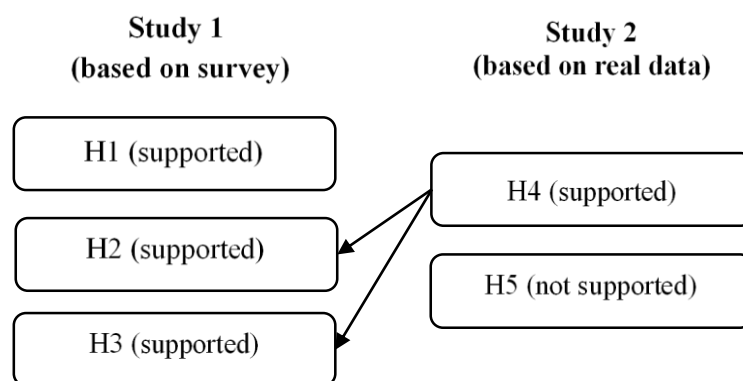 Study 1
(based on survey)
H1 (supported)
H2 (supported)
H3 (supported)
Study 2
(based on real data)
H4 (supported)
H5 (not supported)